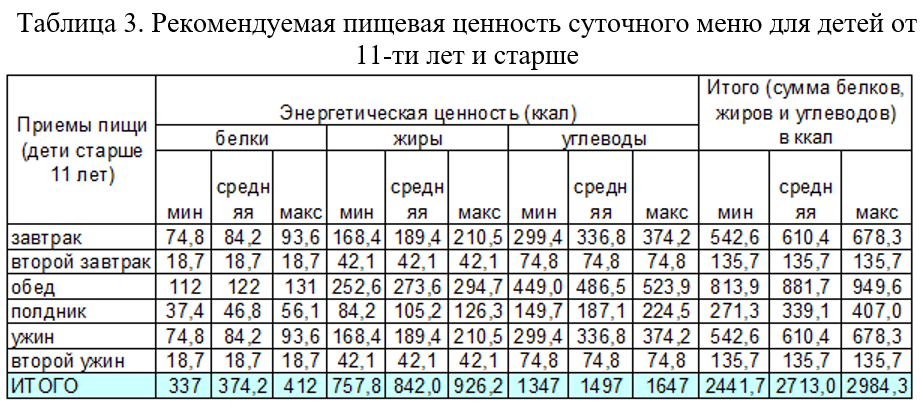 Таблица 3. Рекомендуемая пищевая ценность суточного меню для детей от
11-ти лет и старше
Приемы пищи (дети старше 11 лет) Энергетическая ценность (ккал) Итого (сумма белков, жиров и углеводов) в ккал
белки жиры углеводы
мин средн яя макс мин средн яя макс мин средн яя макс мин средн яя макс
завтрак 74,8 84,2 93,6 168,4 189,4 210,5 299,4 336,8 374,2 542,6 610,4 678,3
второй завтрак 18,7 18,7 18,7 42,1 42,1 42,1 74,8 74,8 74,8 135,7 135,7 135,7
обед 112 122 131 252,6 273,6 294,7 449,0 486,5 523,9 813,9 881,7 949,6
полдник 37,4 46,8 56,1 84,2 105,2 126,3 149,7 187,1 224,5 271,3 339,1 407,0
ужин 74,8 84,2 93,6 168,4 189,4 210,5 299,4 336,8 374,2 542,6 610,4 678,3
второй ужин 18,7 18,7 18,7 42,1 42,1 42,1 74,8 74,8 74,8 135,7 135,7 135,7
ИТОГО 337 374,2 412 757,8 842,0 926,2 1347 1497 1647 2441,7 2713,0 2984,3